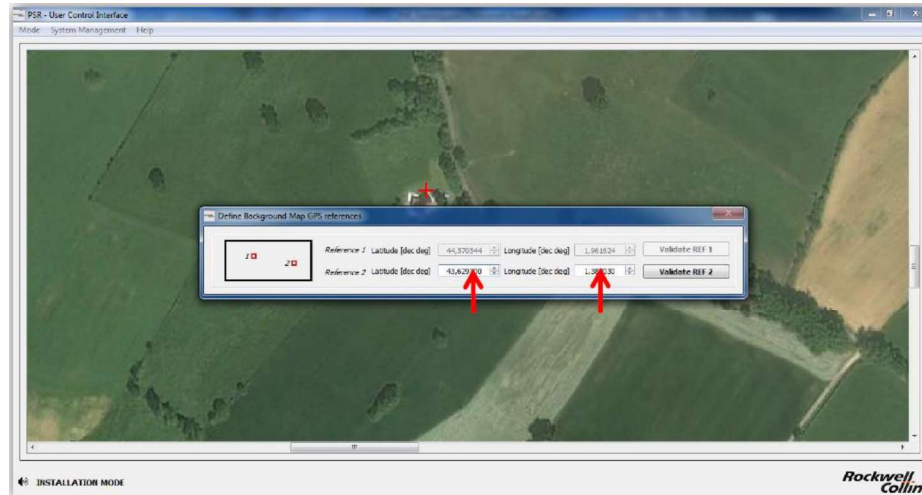 PSR - User Control Interface
Mode System Management Help
Define Background Map GPS references
1
2
Reference 1 Latitude [dec deg] 44,570344 Longitude [dec deg] 1,961624 Validate REF 1
Reference 2 Latitude [dec deg] Longitude [dec deg] Validate REF 2
INSTALLATION MODE
Rockwell
Collin